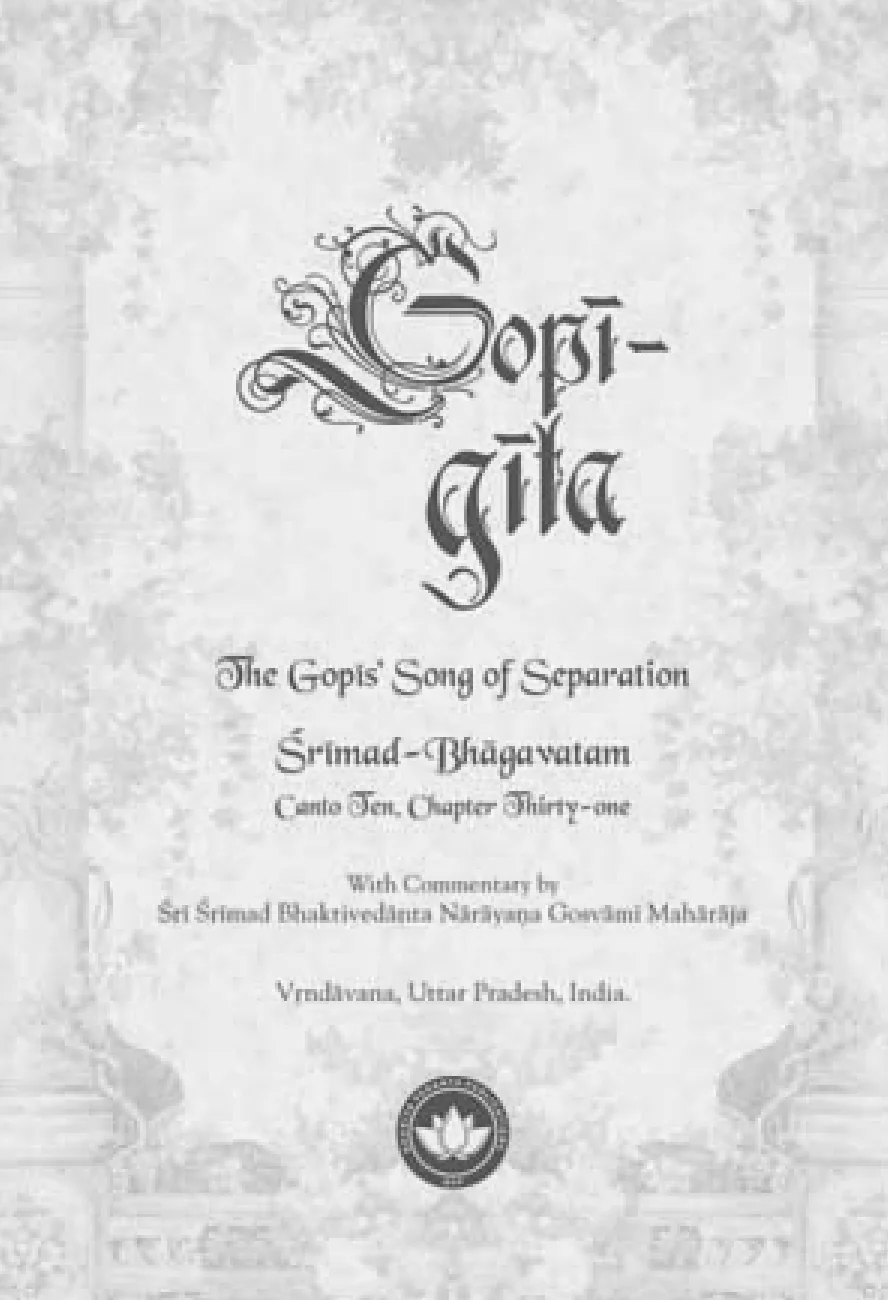 Gopī-
gīta
The Gopīs' Song of Separation
Śrīmad-Bhāgavatam
Canto Ten, Chapter Thirty-one
With Commentary by
Śrī Śrīmad Bhaktivedānta Nārāyaṇa Gosvāmī Mahārāja
Vṛndāvana, Uttar Pradesh, India.